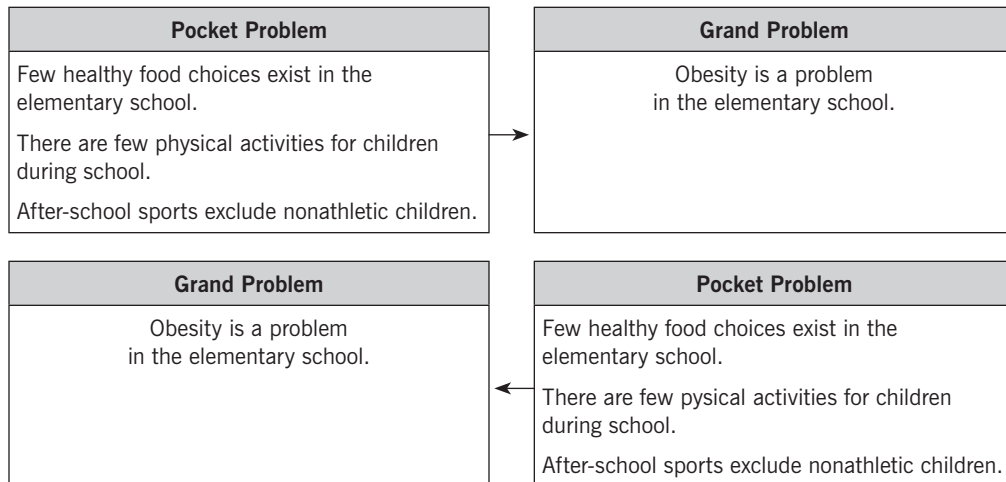 Pocket Problem
Few healthy food choices exist in the
elementary school.
There are few physical activities for children
during school.
After-school sports exclude nonathletic children.
Grand Problem
Obesity is a problem
in the elementary school.
Grand Problem
Obesity is a problem
in the elementary school.
Pocket Problem
Few healthy food choices exist in the
elementary school.
There are few pysical activities for children
during school.
After-school sports exclude nonathletic children.